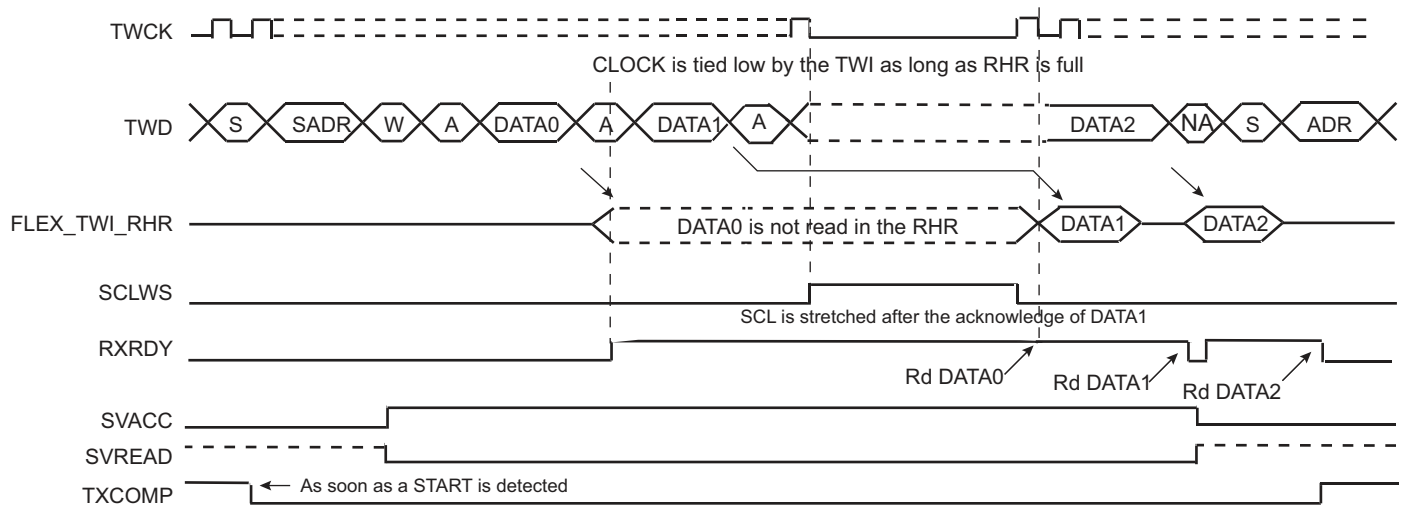 TWCK
CLOCK is tied low by the TWI as long as RHR is full
TWD
S SADR W A DATA0 A DATA1 A DATA2 NA S ADR
FLEX_TWI_RHR
DATA0 is not read in the RHR DATA1 DATA2
SCLWS
SCL is stretched after the acknowledge of DATA1
RXRDY
Rd DATA0 Rd DATA1 Rd DATA2
SVACC
SVREAD
TXCOMP
As soon as a START is detected